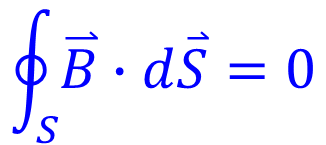 ∮_S B⃗ · dS⃗ = 0